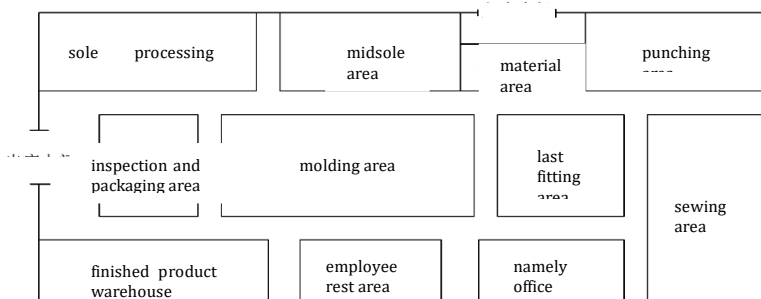 sole processing
midsole
area
material
area
punching
inspection and
packaging area
molding area
last
fitting
area
sewing
area
finished product
warehouse
employee
rest area
namely
office